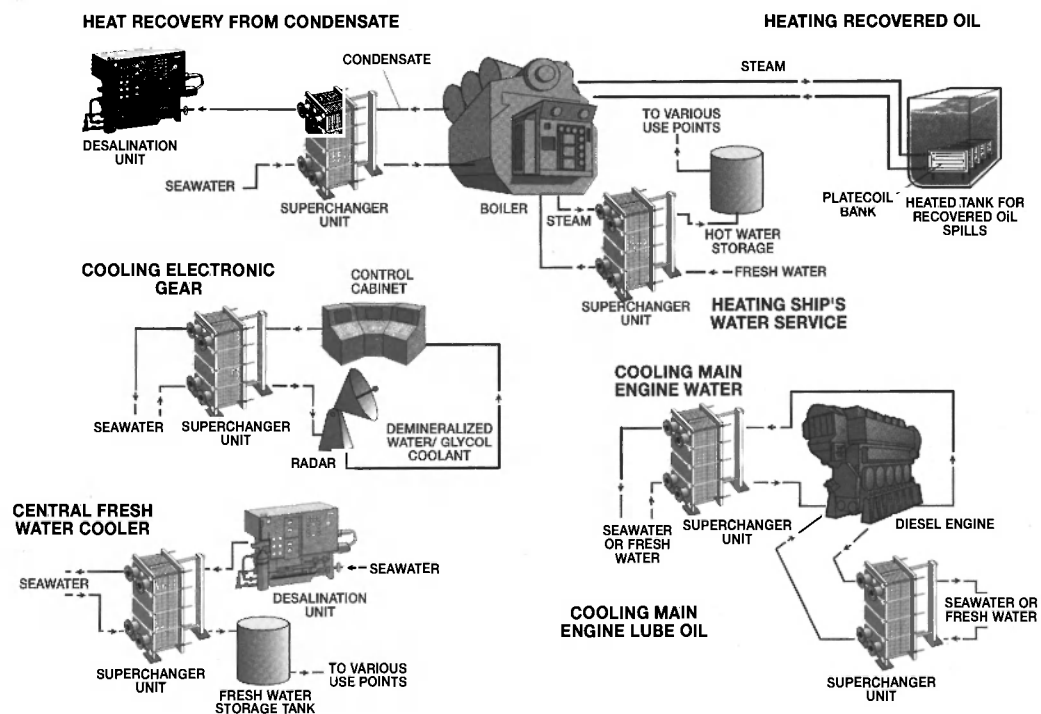 HEAT RECOVERY FROM CONDENSATE
CONDENSATE
DESALINATION
UNIT
SEAWATER
SUPERCHANGER
UNIT
BOILER
HEATING RECOVERED OIL
STEAM
TO VARIOUS
USE POINTS
PLATECOIL
BANK
HEATED TANK FOR
RECOVERED OIL
SPILLS
STEAM
HOT WATER
STORAGE
FRESH WATER
SUPERCHANGER
UNIT
HEATING SHIP'S
WATER SERVICE
COOLING ELECTRONIC
GEAR
CONTROL
CABINET
SEAWATER
SUPERCHANGER
UNIT
RADAR
DEMINERALIZED
WATER/ GLYCOL
COOLANT
COOLING MAIN
ENGINE WATER
SEAWATER
OR FRESH
WATER
SUPERCHANGER
UNIT
DIESEL ENGINE
CENTRAL FRESH
WATER COOLER
SEAWATER
SEAWATER
DESALINATION
UNIT
SUPERCHANGER
UNIT
FRESH WATER
STORAGE TANK
TO VARIOUS
USE POINTS
COOLING MAIN
ENGINE LUBE OIL
SEAWATER OR
FRESH WATER
SUPERCHANGER
UNIT